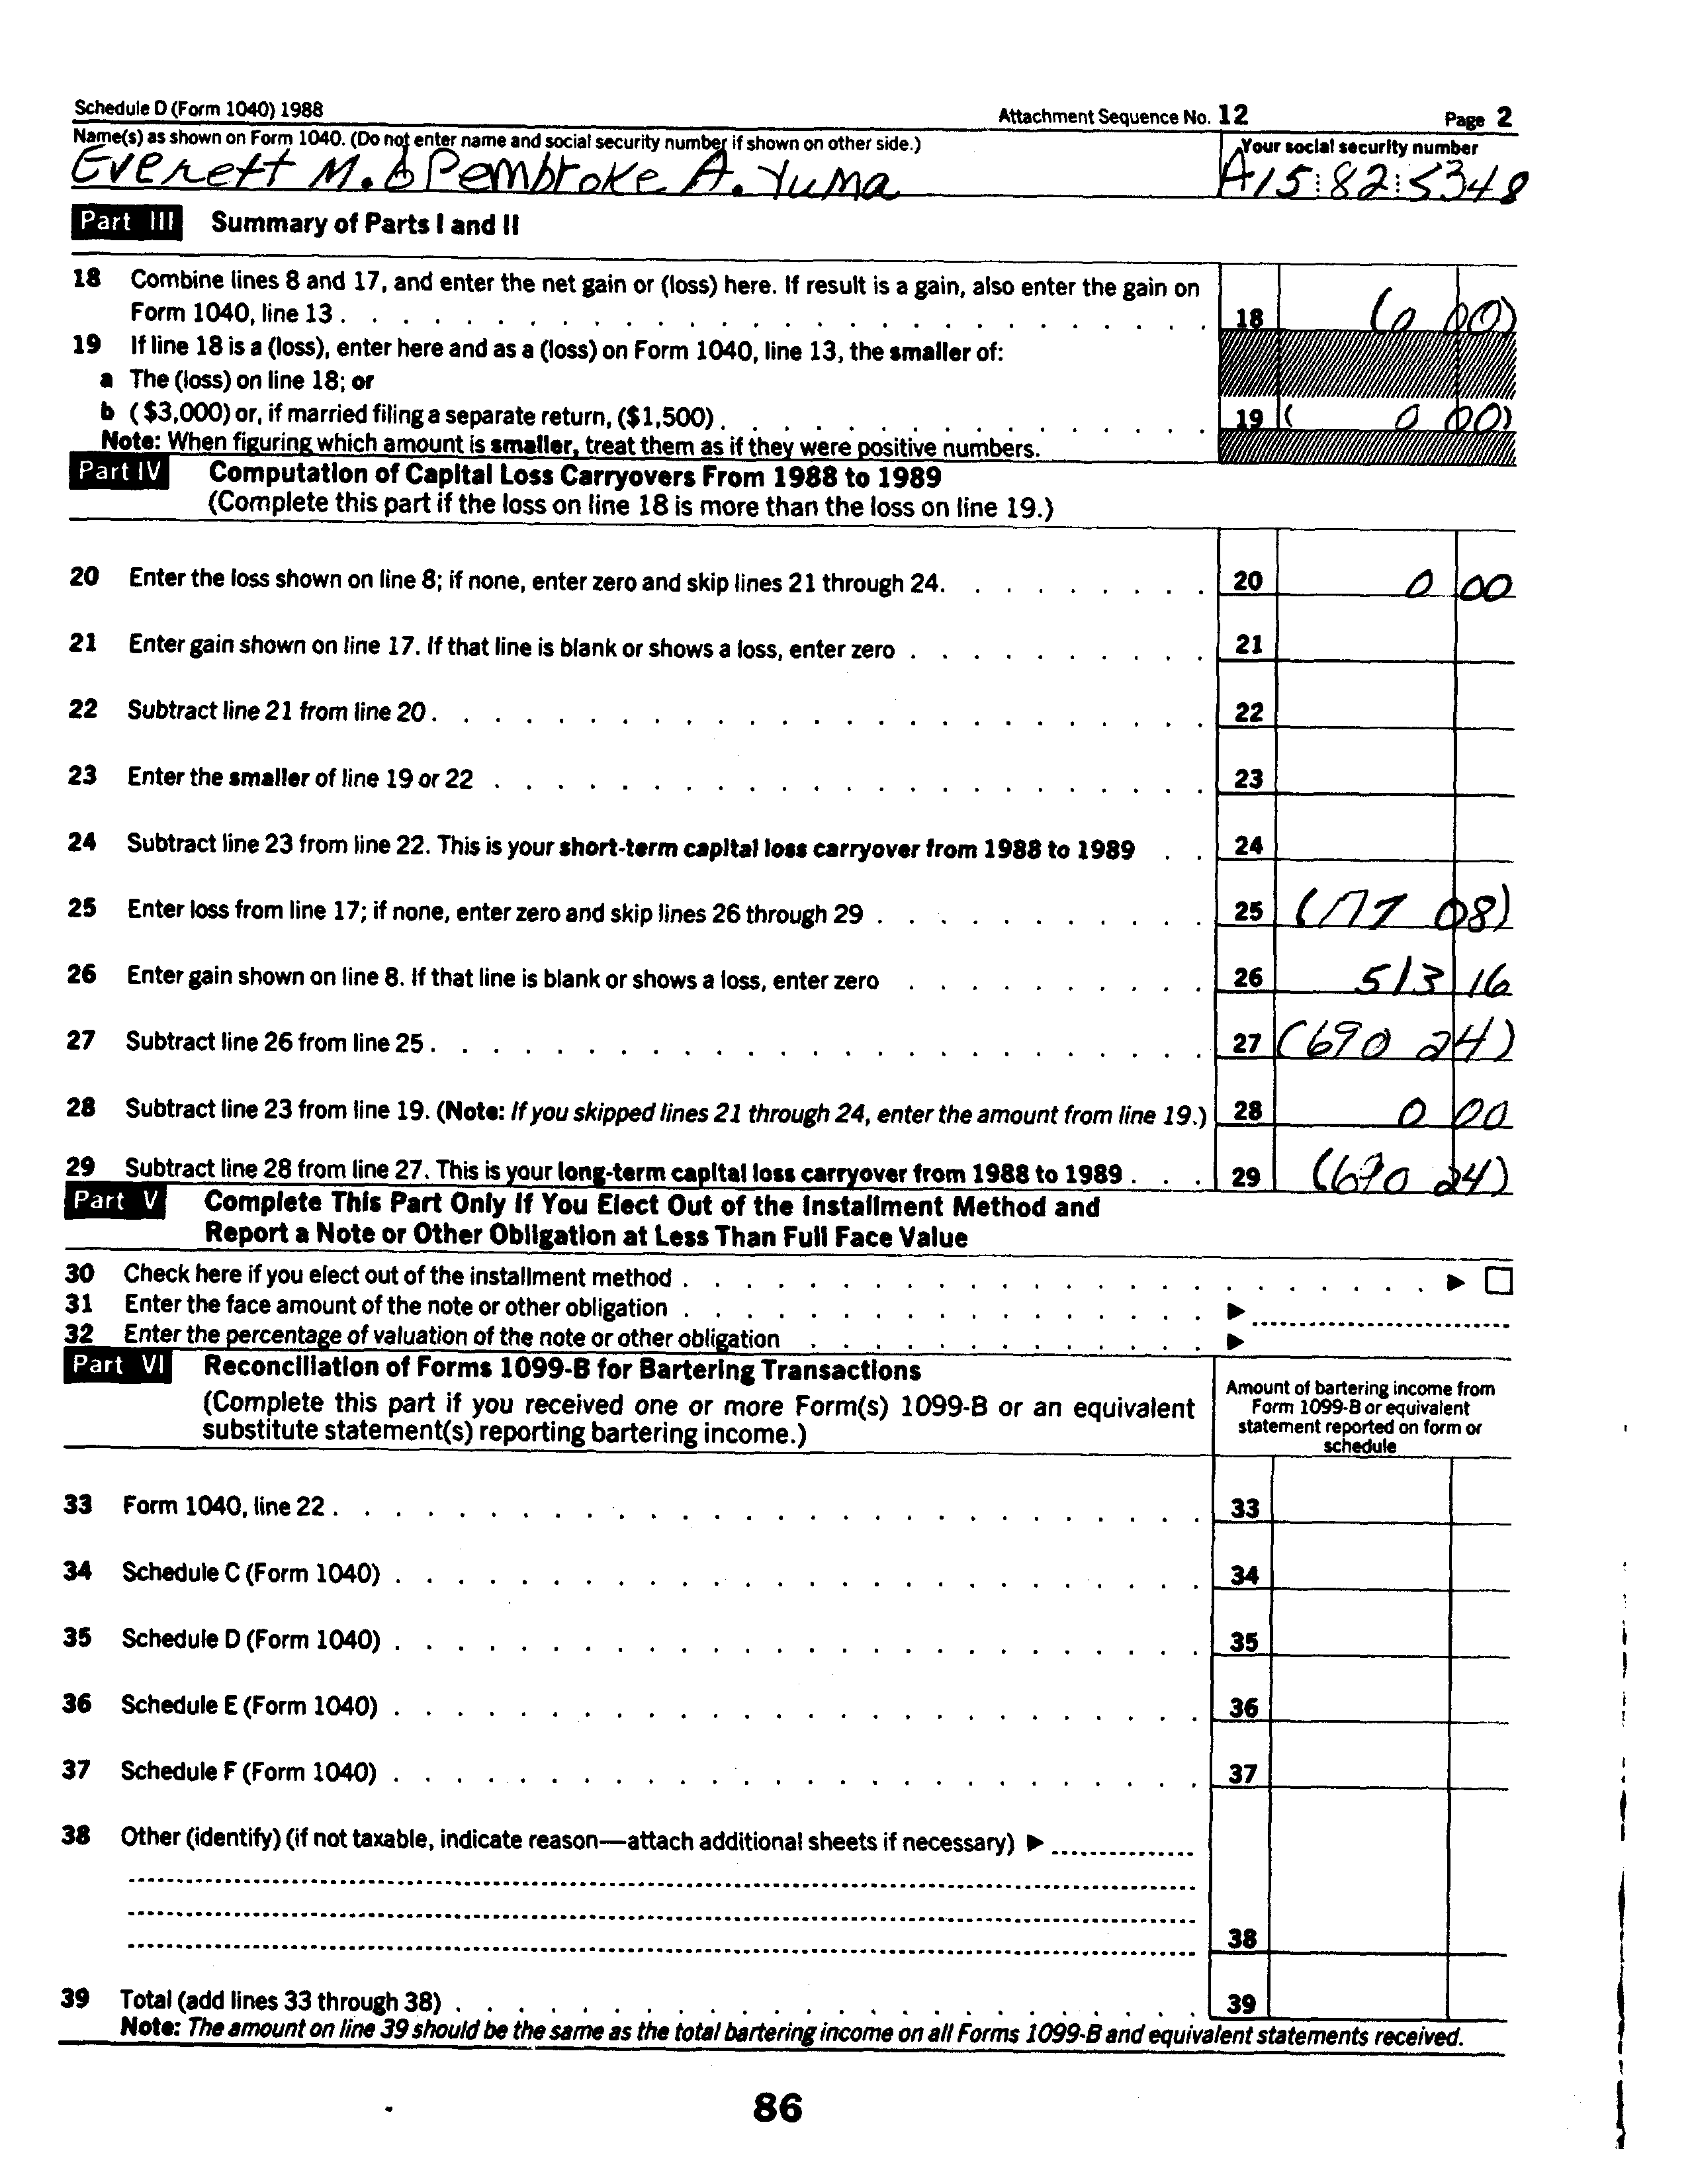 Schedule D (Form 1040) 1988 Attachment Sequence No. 12 Page 2
Name(s) as shown on Form 1040. (Do not enter name and social security number if shown on other side.) Your social security number
Everett M. & Pembroke A. Yuma A15:82:5348
Part III Summary of Parts I and II
18 Combine lines 8 and 17, and enter the net gain or (loss) here. If result is a gain, also enter the gain on
Form 1040, line 13 . 18 (0 00)
19 If line 18 is a (loss), enter here and as a (loss) on Form 1040, line 13, the smaller of:
a The (loss) on line 18; or
b ($3,000) or, if married filing a separate return, ($1,500) . 19 ( 0 00)
Note: When figuring which amount is smaller, treat them as if they were positive numbers.
Part IV Computation of Capital Loss Carryovers From 1988 to 1989
(Complete this part if the loss on line 18 is more than the loss on line 19.)
20 Enter the loss shown on line 8; if none, enter zero and skip lines 21 through 24. 20 0 00
21 Enter gain shown on line 17. If that line is blank or shows a loss, enter zero . 21
22 Subtract line 21 from line 20 . 22
23 Enter the smaller of line 19 or 22 . 23
24 Subtract line 23 from line 22. This is your short-term capital loss carryover from 1988 to 1989 . 24
25 Enter loss from line 17; if none, enter zero and skip lines 26 through 29 . 25 (177 08)
26 Enter gain shown on line 8. If that line is blank or shows a loss, enter zero . 26 513 16
27 Subtract line 26 from line 25 . 27 (690 24)
28 Subtract line 23 from line 19. (Note: If you skipped lines 21 through 24, enter the amount from line 19.) 28 0 00
29 Subtract line 28 from line 27. This is your long-term capital loss carryover from 1988 to 1989 . 29 (690 24)
Part V Complete This Part Only If You Elect Out of the Installment Method and
Report a Note or Other Obligation at Less Than Full Face Value
30 Check here if you elect out of the installment method . ▶ ☐
31 Enter the face amount of the note or other obligation . ▶
32 Enter the percentage of valuation of the note or other obligation . ▶
Part VI Reconciliation of Forms 1099-B for Bartering Transactions
(Complete this part if you received one or more Form(s) 1099-B or an equivalent
substitute statement(s) reporting bartering income.)
Amount of bartering income from
Form 1099-B or equivalent
statement reported on form or
schedule
33 Form 1040, line 22 . 33
34 Schedule C (Form 1040) . 34
35 Schedule D (Form 1040) . 35
36 Schedule E (Form 1040) . 36
37 Schedule F (Form 1040) . 37
38 Other (identify) (if not taxable, indicate reason—attach additional sheets if necessary) ▶
38
39 Total (add lines 33 through 38) . 39
Note: The amount on line 39 should be the same as the total bartering income on all Forms 1099-B and equivalent statements received.
86